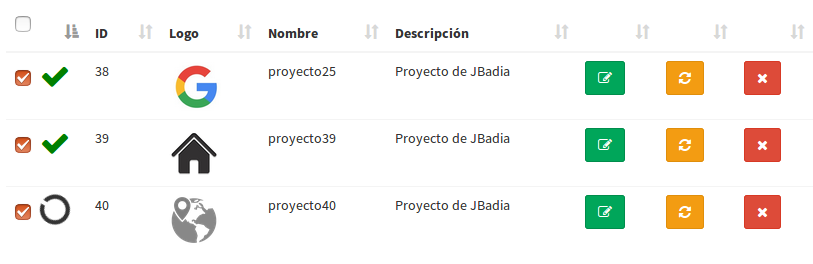 ID Logo Nombre Descripción
38 proyecto25 Proyecto de JBadia
39 proyecto39 Proyecto de JBadia
40 proyecto40 Proyecto de JBadia